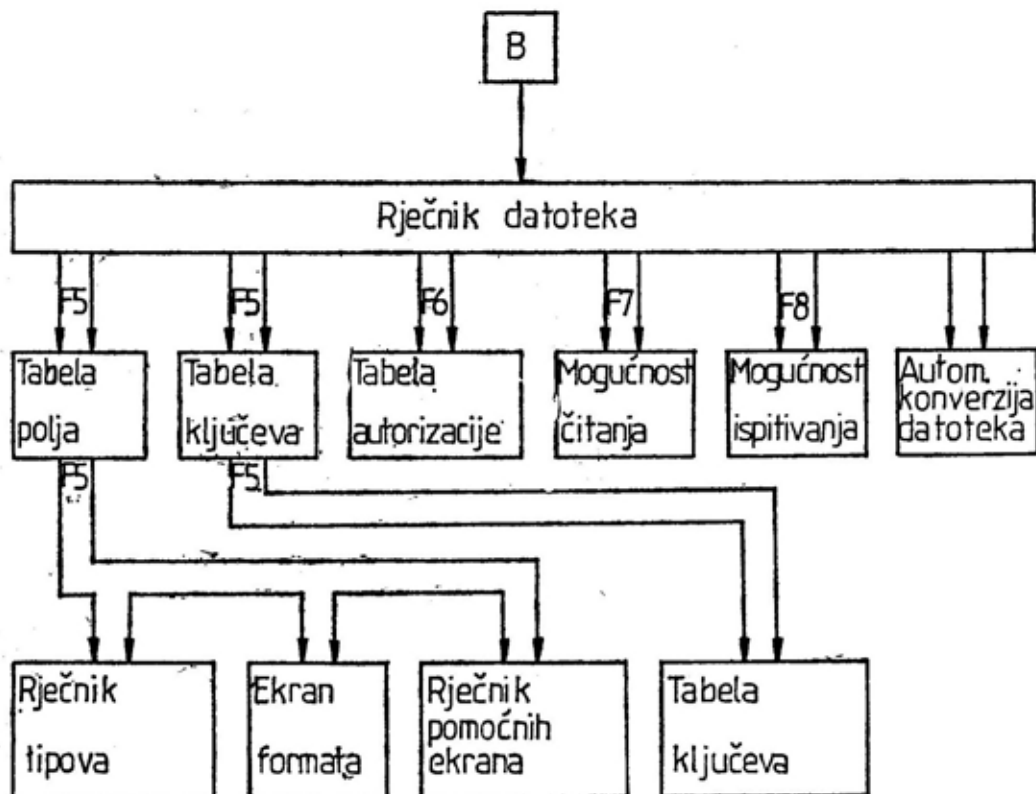 B
Rječnik datoteka
F5
F5
F6
F7
F8
Tabela
polja
Tabela
ključeva
Tabela
autorizacije
Mogućnost
čitanja
Mogućnost
ispitivanja
Autom.
konverzija
datoteka
F5
F5
Rječnik
tipova
Ekran
formata
Rječnik
pomoćnih
ekrana
Tabela
ključeva